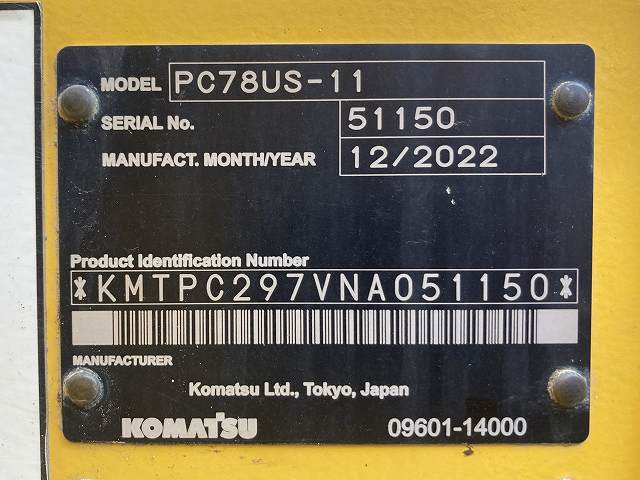 MODEL PC78US-11
SERIAL No. 51150
MANUFACT. MONTH/YEAR 12/2022
Product Identification Number
*KMTPC297VNA051150*
MANUFACTURER
Komatsu Ltd., Tokyo, Japan
KOMATSU 09601-14000